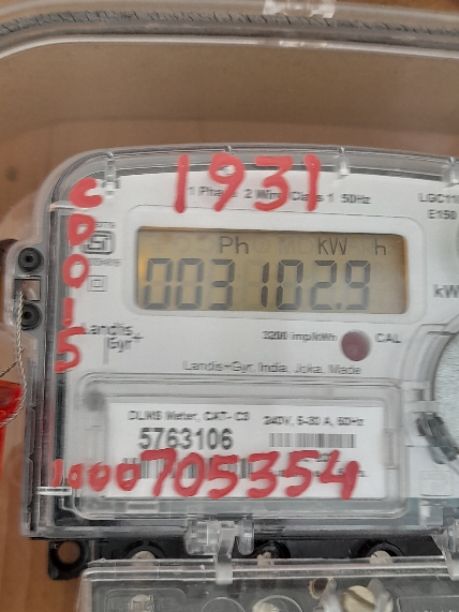 1931
1 Phase 2 Wire Class 1 50Hz
LGC11
E150
CD015
Ph kW h
003102.9
kW
Landis
Gyr+
3200 imp/kWh
CAL
Landis+Gyr, India, Joka, Made
DLMS Meter, CAT- C3
240V, 5-30 A, 50Hz
5763106
1000705354